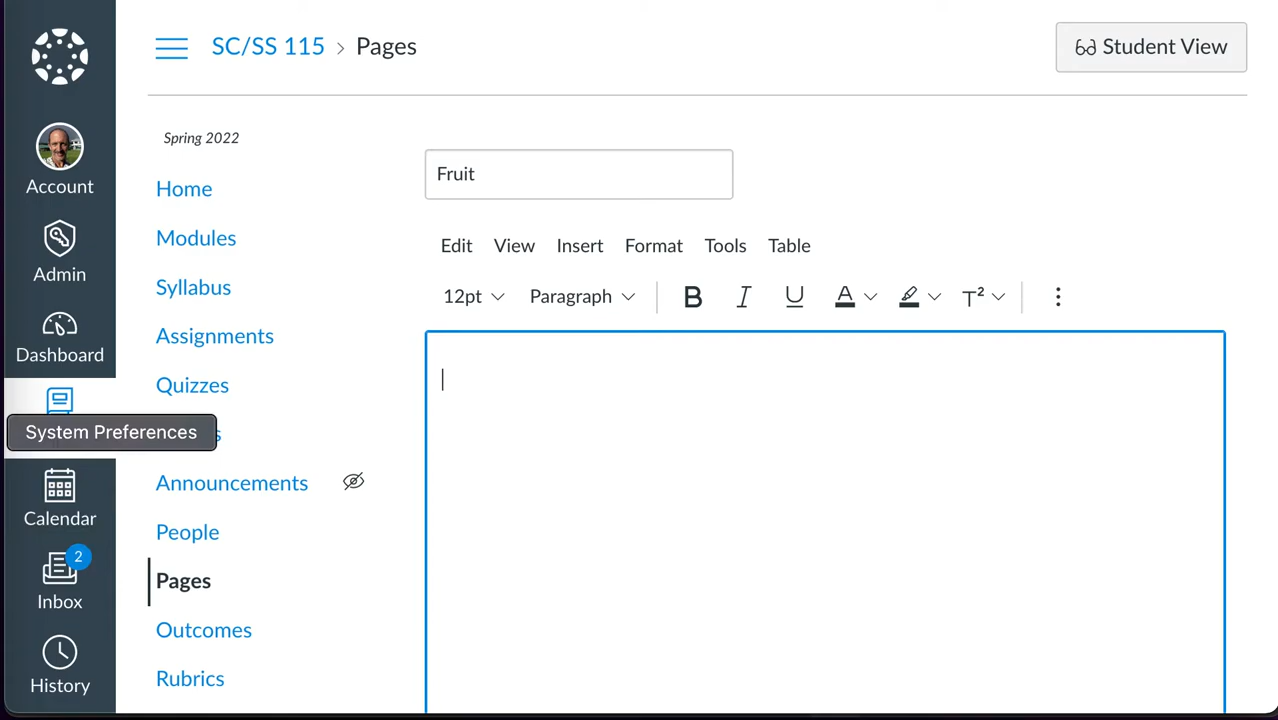 SC/SS 115 > Pages
Student View
Spring 2022
Account
Admin
Dashboard
System Preferences
Calendar
2
Inbox
History
Home
Modules
Syllabus
Assignments
Quizzes
Announcements
People
Pages
Outcomes
Rubrics
Fruit
Edit View Insert Format Tools Table
12pt Paragraph B I U A T²